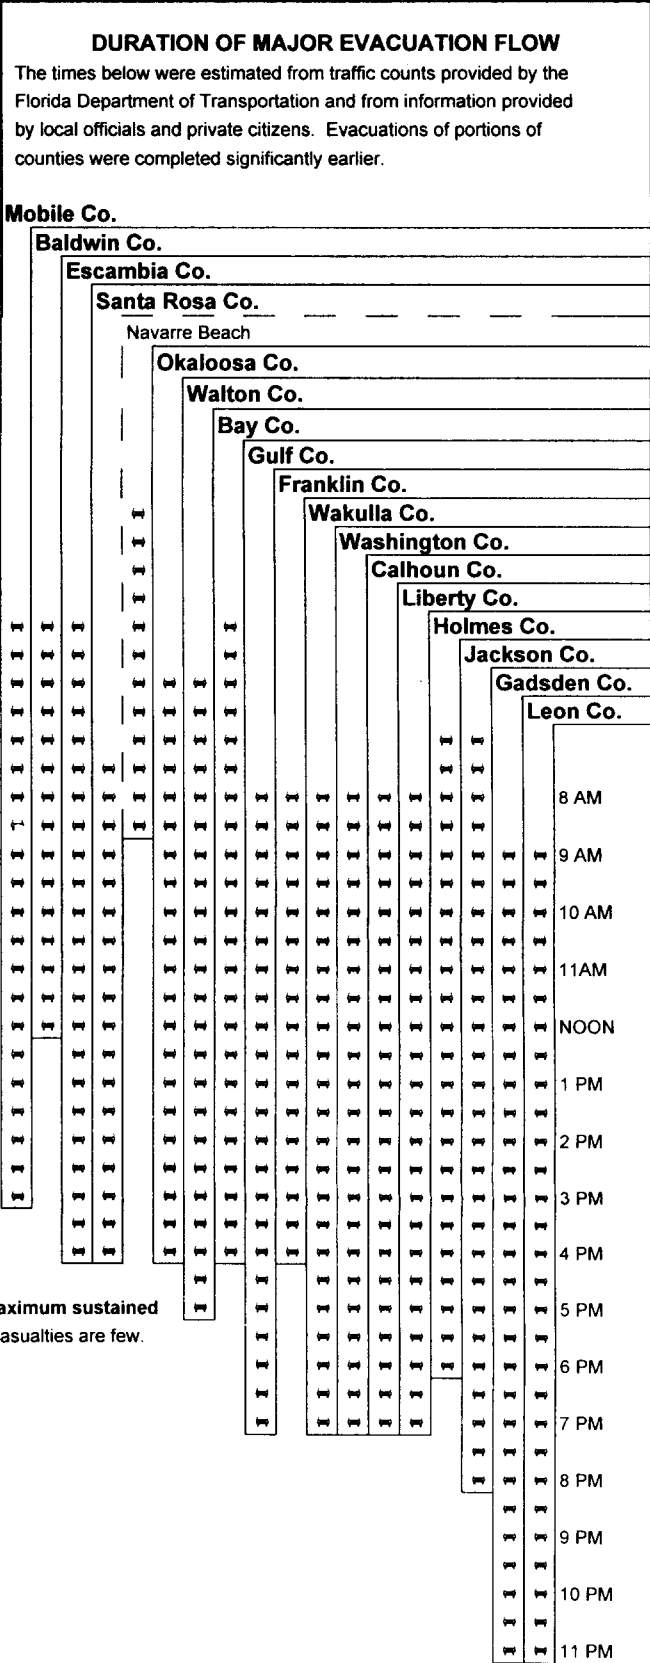 DURATION OF MAJOR EVACUATION FLOW
The times below were estimated from traffic counts provided by the
Florida Department of Transportation and from information provided
by local officials and private citizens. Evacuations of portions of
counties were completed significantly earlier.
Mobile Co.
Baldwin Co.
Escambia Co.
Santa Rosa Co.
Navarre Beach
Okaloosa Co.
Walton Co.
Bay Co.
Gulf Co.
Franklin Co.
Wakulla Co.
Washington Co.
Calhoun Co.
Liberty Co.
Holmes Co.
Jackson Co.
Gadsden Co.
Leon Co.
8 AM
9 AM
10 AM
11AM
NOON
1 PM
2 PM
3 PM
4 PM
aximum sustained
5 PM
asualties are few.
6 PM
7 PM
8 PM
9 PM
10 PM
11 PM